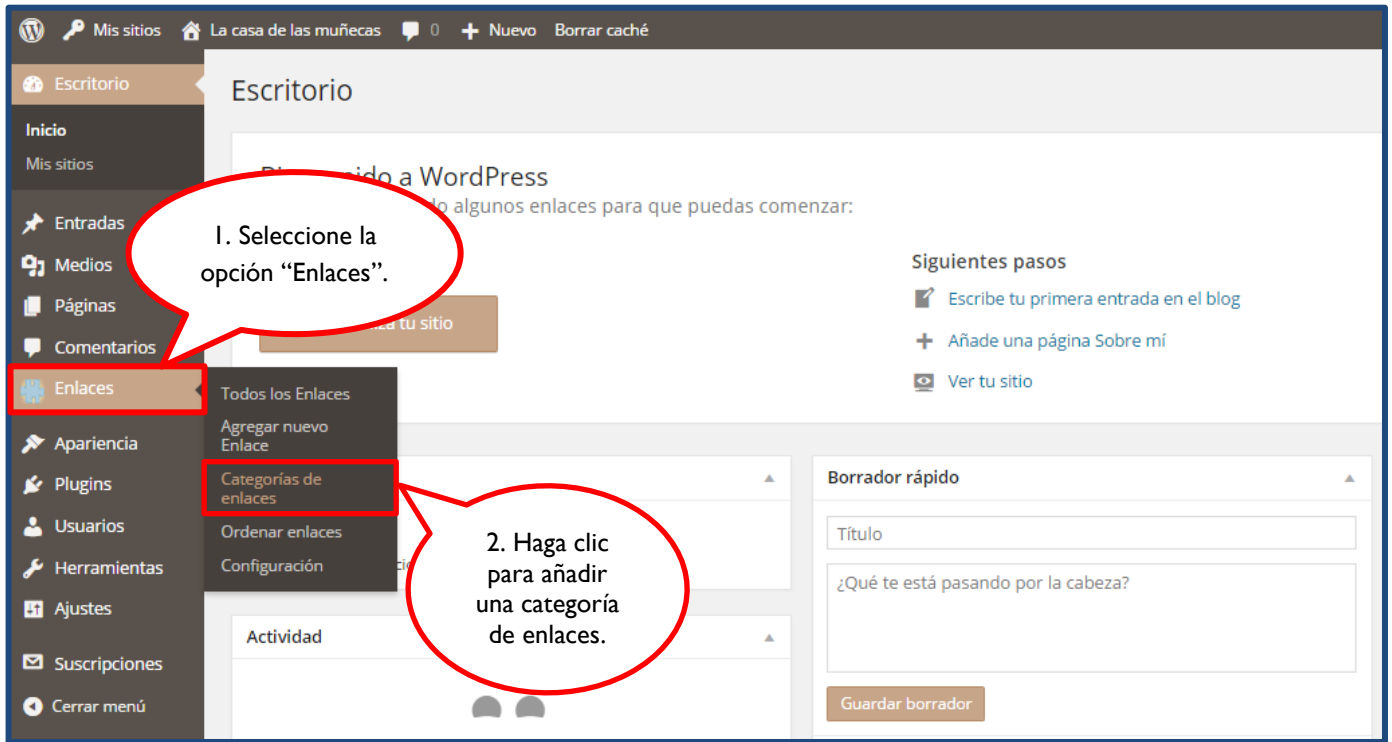 Mis sitios La casa de las muñecas 0 Nuevo Borrar caché
Escritorio
Inicio
Mis sitios
Entradas
Medios
Páginas
Comentarios
Enlaces
Apariencia
Plugins
Usuarios
Herramientas
Ajustes
Suscripciones
Cerrar menú
Todos los Enlaces
Agregar nuevo
Enlace
Categorías de
enlaces
Ordenar enlaces
Configuración
Escritorio
a WordPress
algunos enlaces para que puedas comenzar:
tu sitio
1. Seleccione la
opción “Enlaces”.
2. Haga clic
para añadir
una categoría
de enlaces.
Siguientes pasos
Escribe tu primera entrada en el blog
Añade una página Sobre mí
Ver tu sitio
Actividad
Borrador rápido
Título
¿Qué te está pasando por la cabeza?
Guardar borrador